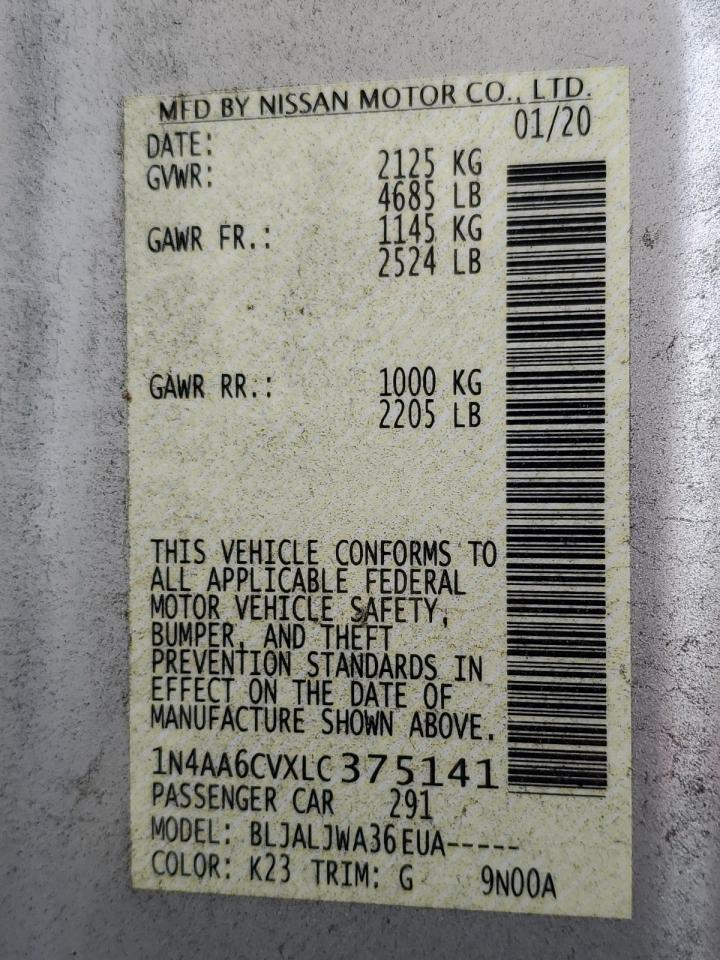 MFD BY NISSAN MOTOR CO., LTD.
DATE: 01/20
GVWR: 2125 KG
4685 LB
GAWR FR.: 1145 KG
2524 LB
GAWR RR.: 1000 KG
2205 LB
THIS VEHICLE CONFORMS TO
ALL APPLICABLE FEDERAL
MOTOR VEHICLE SAFETY,
BUMPER, AND THEFT
PREVENTION STANDARDS IN
EFFECT ON THE DATE OF
MANUFACTURE SHOWN ABOVE.
1N4AA6CVXLC375141
PASSENGER CAR 291
MODEL: BLJALJWA36EUA-----
COLOR: K23 TRIM: G 9N00A